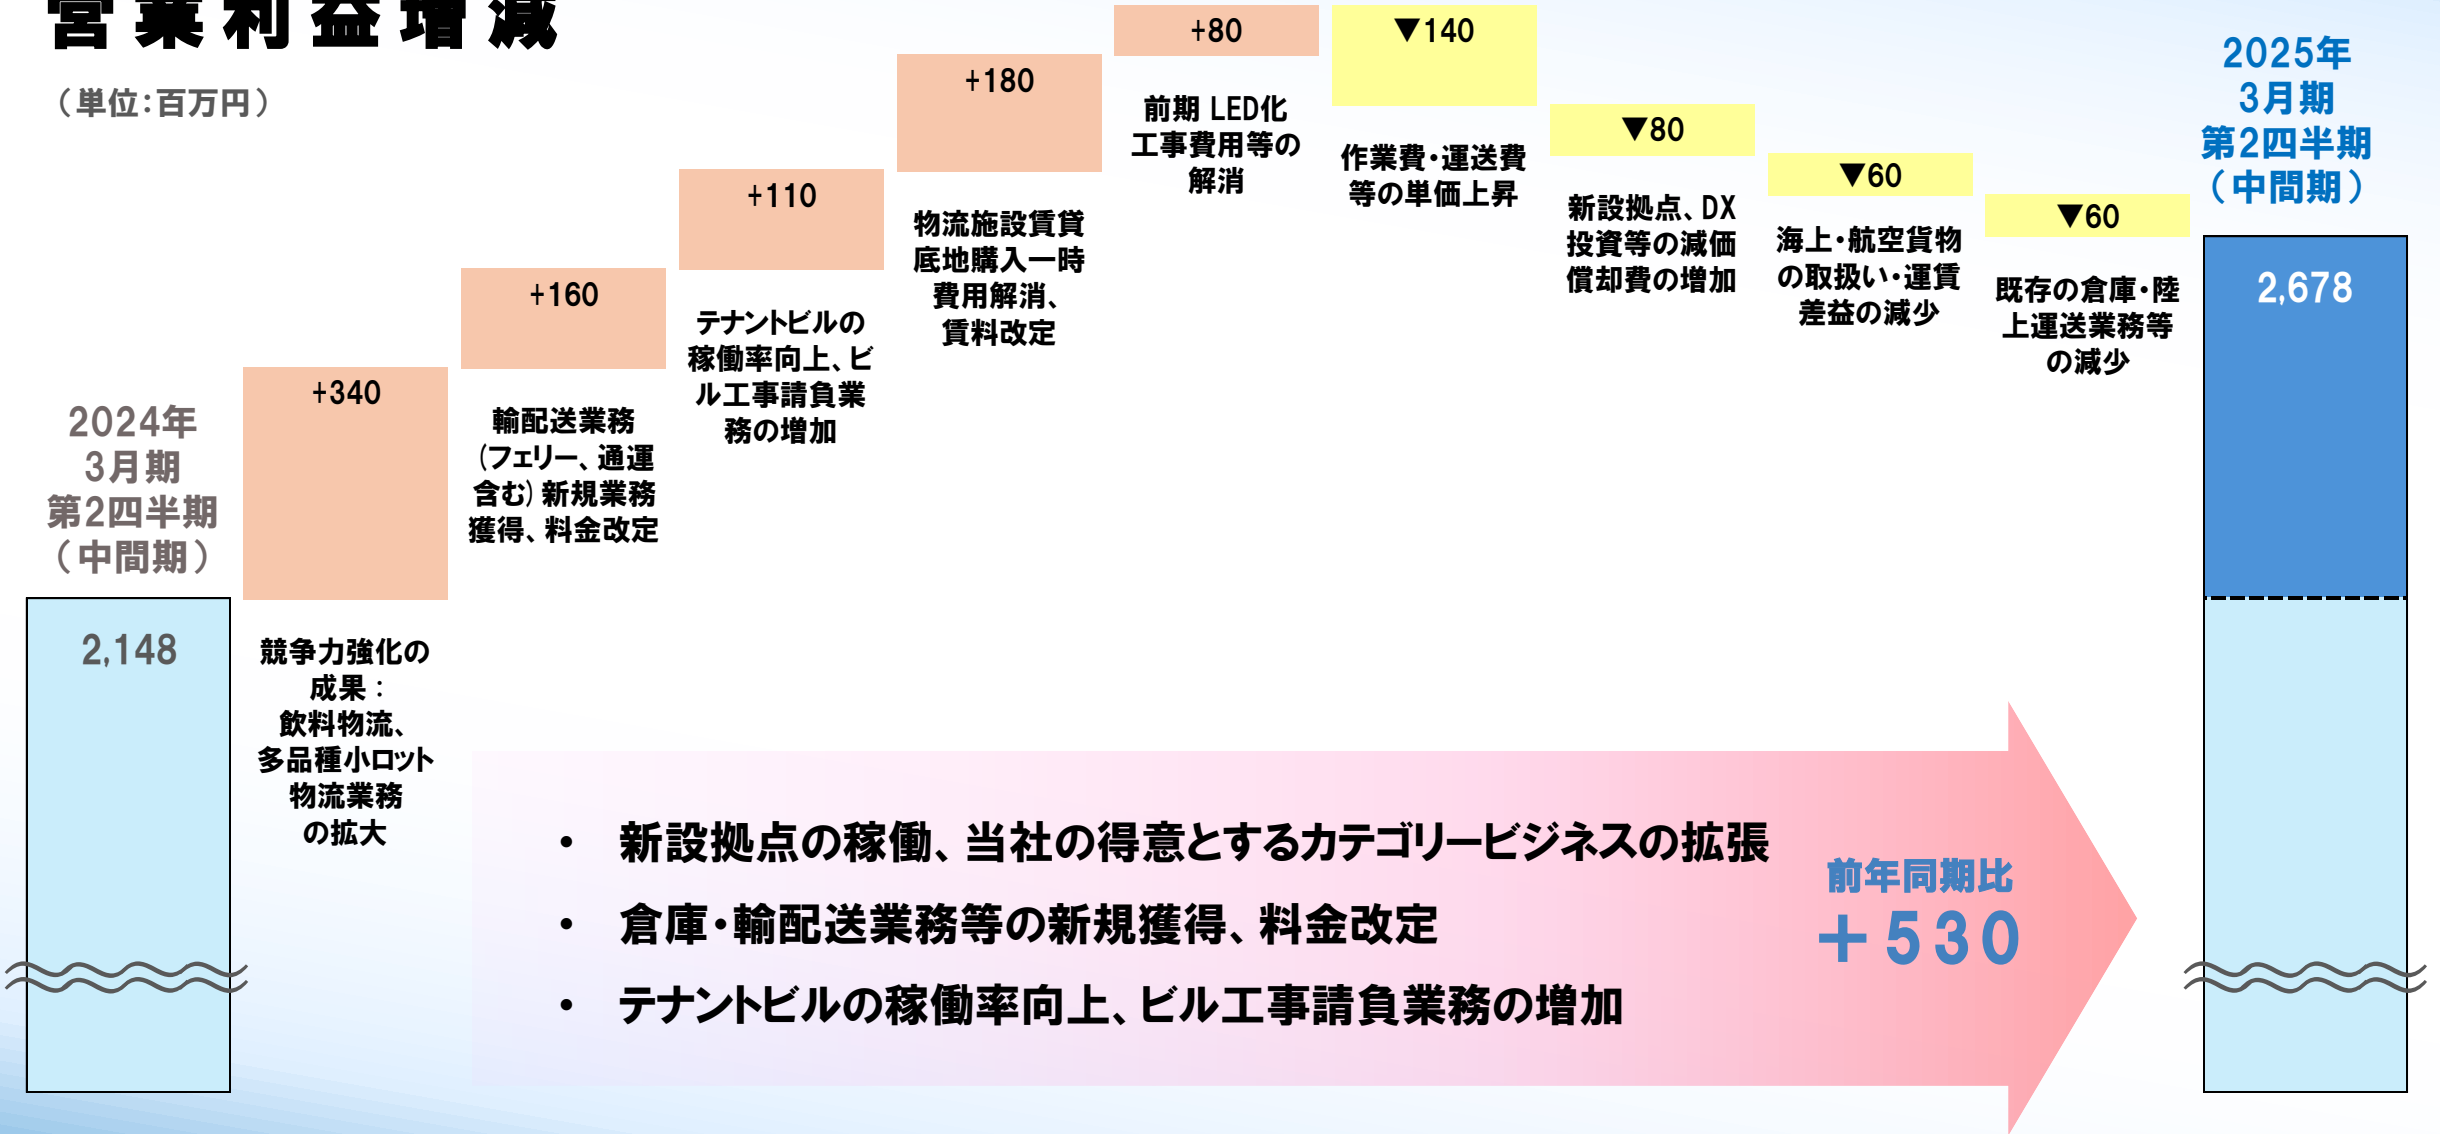 営業利益増減
（単位：百万円）
2024年
3月期
第2四半期
（中間期）
2,148
+340
競争力強化の
成果：
飲料物流、
多品種小ロット
物流業務
の拡大
+160
輸配送業務
(フェリー、通運
含む)新規業務
獲得、料金改定
+110
テナントビルの
稼働率向上、ビ
ル工事請負業
務の増加
+180
物流施設賃貸
底地購入一時
費用解消、
賃料改定
+80
前期 LED化
工事費用等の
解消
▼140
作業費・運送費
等の単価上昇
▼80
新設拠点、DX
投資等の減価
償却費の増加
▼60
海上・航空貨物
の取扱い・運賃
差益の減少
▼60
既存の倉庫・陸
上運送業務等
の減少
2025年
3月期
第2四半期
（中間期）
2,678
• 新設拠点の稼働、当社の得意とするカテゴリービジネスの拡張
• 倉庫・輸配送業務等の新規獲得、料金改定
• テナントビルの稼働率向上、ビル工事請負業務の増加
前年同期比
＋530